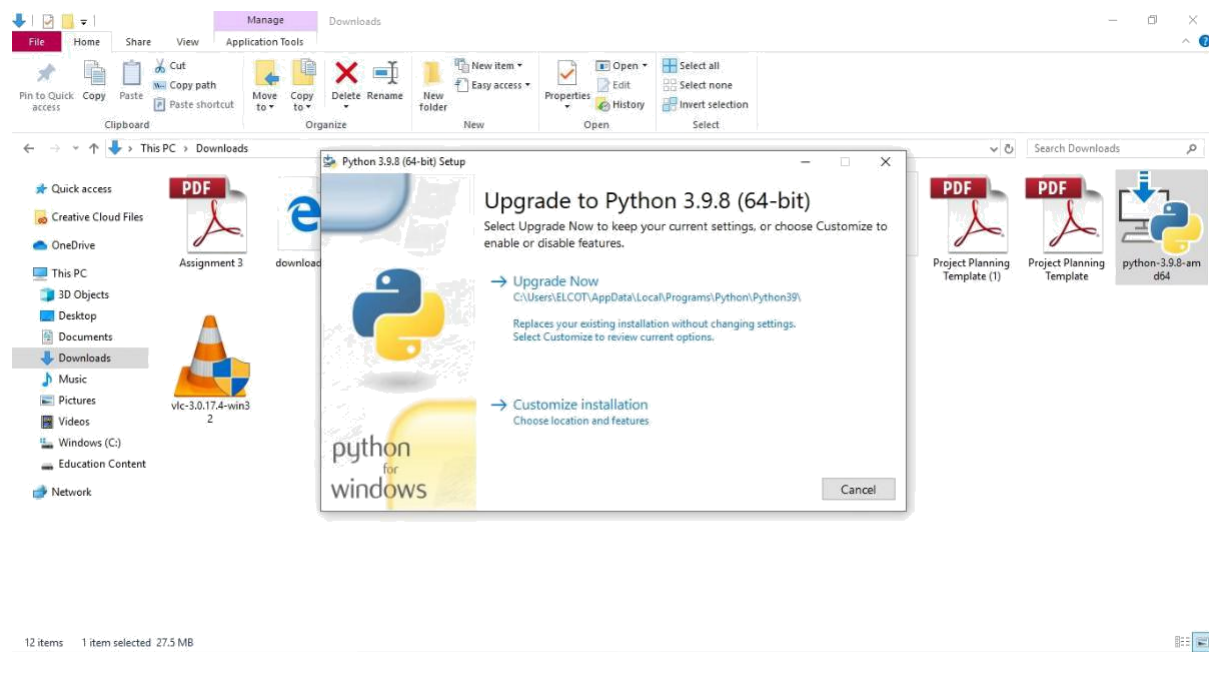 Manage
Downloads
File
Home
Share
View
Application Tools
Pin to Quick access
Copy
Paste
Cut
Copy path
Paste shortcut
Move to
Copy to
Delete
Rename
New folder
New item
Easy access
Properties
Open
Edit
History
Select all
Select none
Invert selection
Clipboard
Organize
New
Open
Select
This PC > Downloads
Search Downloads
Quick access
Creative Cloud Files
OneDrive
This PC
3D Objects
Desktop
Documents
Downloads
Music
Pictures
Videos
Windows (C:)
Education Content
Network
PDF
Assignment 3
download
vlc-3.0.17.4-win3
2
Python 3.9.8 (64-bit) Setup
Upgrade to Python 3.9.8 (64-bit)
Select Upgrade Now to keep your current settings, or choose Customize to
enable or disable features.
Upgrade Now
C:\Users\ELCOT\AppData\Local\Programs\Python\Python39\
Replaces your existing installation without changing settings.
Select Customize to review current options.
Customize installation
Choose location and features
python
for
windows
Cancel
PDF
Project Planning
Template (1)
PDF
Project Planning
Template
python-3.9.8-am
d64
12 items
1 item selected 27.5 MB